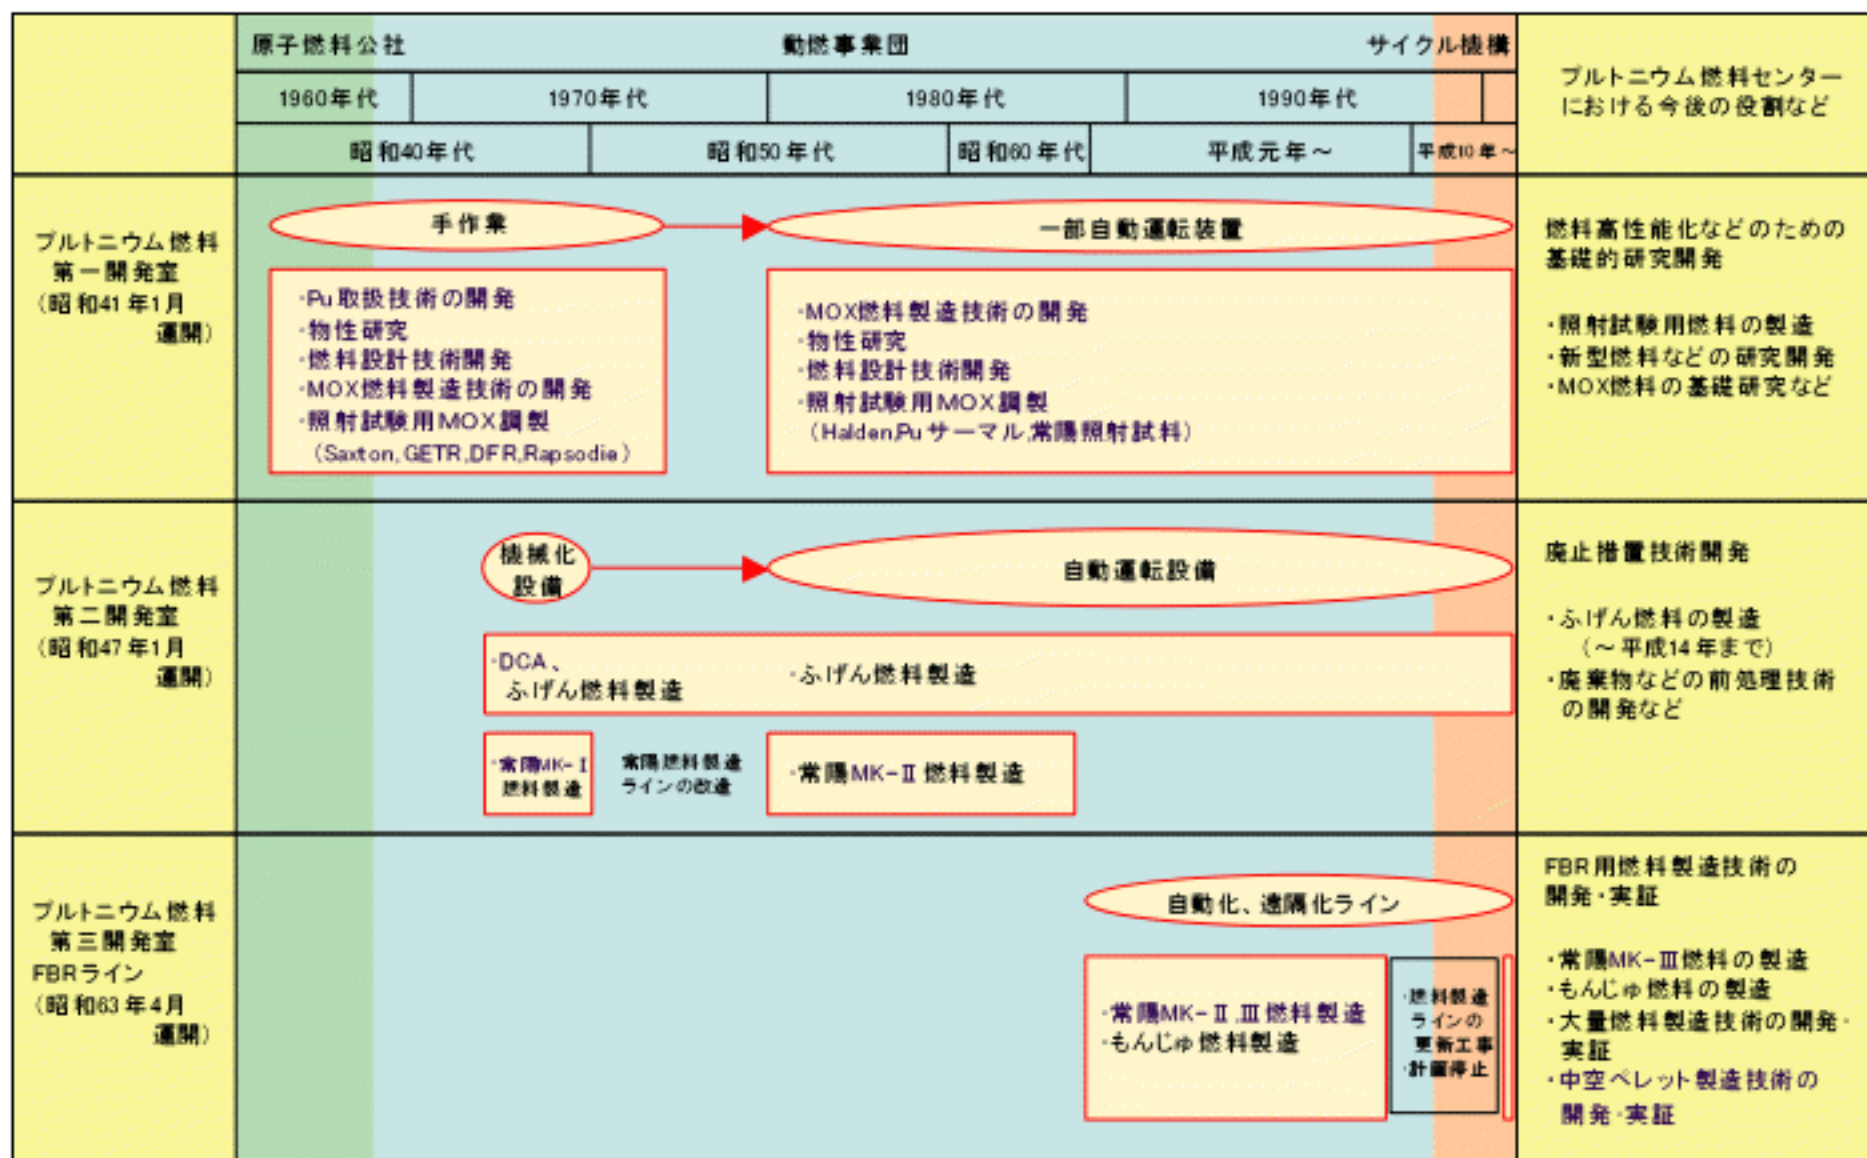 原子燃料公社 動燃事業団 サイクル機構
1960年代 1970年代 1980年代 1990年代
昭和40年代 昭和50年代 昭和60年代 平成元年～ 平成10年～
プルトニウム燃料センター
における今後の役割など
プルトニウム燃料
第一開発室
（昭和41年1月
運開）
手作業
一部自動運転装置
・Pu取扱技術の開発
・物性研究
・燃料設計技術開発
・MOX燃料製造技術の開発
・照射試験用MOX調製
（Saxton,GETR,DFR,Rapsodie）
・MOX燃料製造技術の開発
・物性研究
・燃料設計技術開発
・照射試験用MOX調製
（Halden,Puサーマル,常陽照射試料）
燃料高性能化などのための
基礎的研究開発
・照射試験用燃料の製造
・新型燃料などの研究開発
・MOX燃料の基礎研究など
プルトニウム燃料
第二開発室
（昭和47年1月
運開）
機械化
設備
自動運転設備
・DCA、
ふげん燃料製造
・ふげん燃料製造
・常陽MK-Ⅰ
燃料製造
常陽燃料製造
ラインの改造
・常陽MK-Ⅱ燃料製造
廃止措置技術開発
・ふげん燃料の製造
（～平成14年まで）
・廃棄物などの前処理技術
の開発など
プルトニウム燃料
第三開発室
FBRライン
（昭和63年4月
運開）
自動化、遠隔化ライン
・常陽MK-Ⅱ,Ⅲ燃料製造
・もんじゅ燃料製造
・燃料製造
ラインの
更新工事
・計画停止
FBR用燃料製造技術の
開発・実証
・常陽MK-Ⅲ燃料の製造
・もんじゅ燃料の製造
・大量燃料製造技術の開発・
実証
・中空ペレット製造技術の
開発・実証